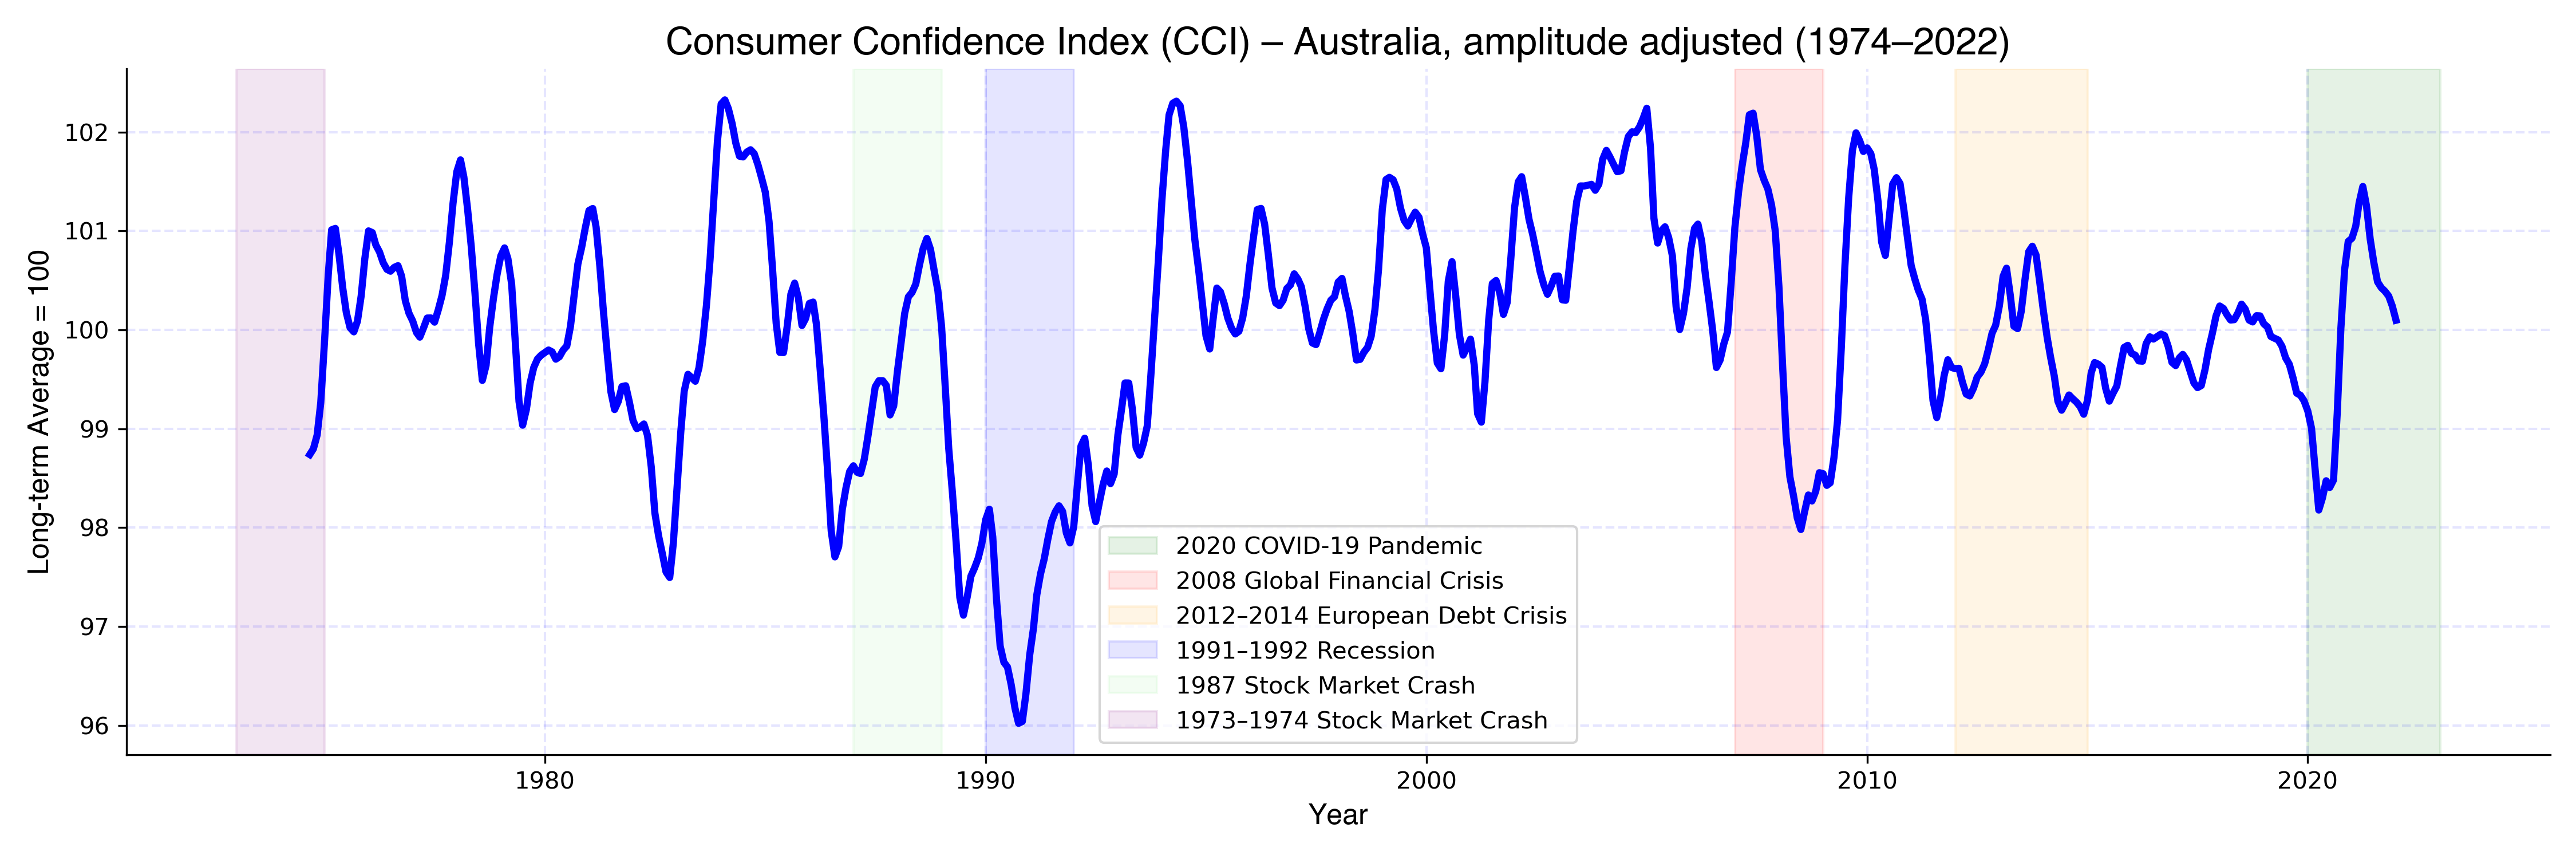 Consumer Confidence Index (CCI) – Australia, amplitude adjusted (1974–2022)
Long-term Average = 100
102
101
100
99
98
97
96
2020 COVID-19 Pandemic
2008 Global Financial Crisis
2012–2014 European Debt Crisis
1991–1992 Recession
1987 Stock Market Crash
1973–1974 Stock Market Crash
1980
1990
2000
2010
2020
Year